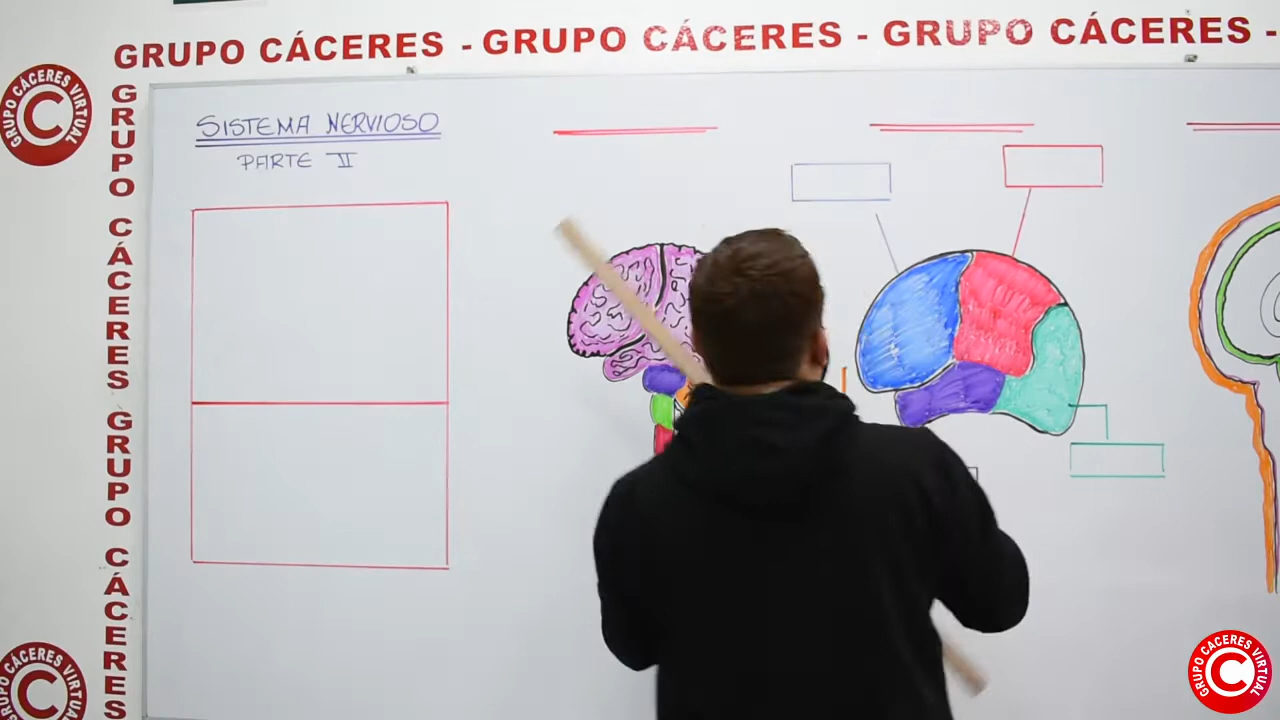 GRUPO CÁCERES - GRUPO CÁCERES - GRUPO CÁCERES -
GRUPO CÁCERES GRUPO CÁCERES
GRUPO CÁCERES VIRTUAL
C
SISTEMA NERVIOSO
PARTE II
GRUPO CÁCERES VIRTUAL
C
GRUPO CACERES VIRTUAL
C